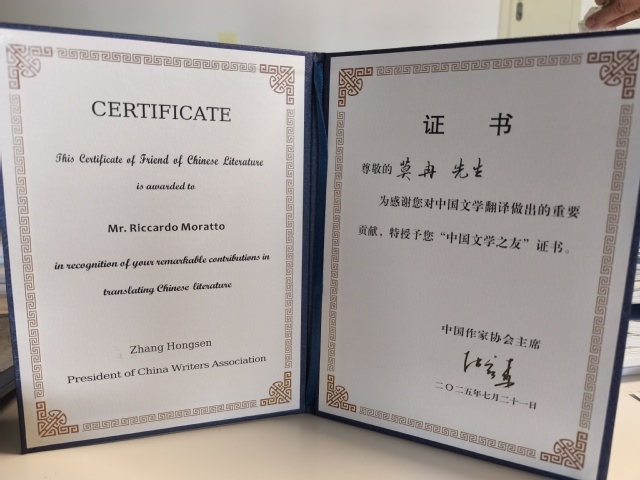 CERTIFICATE
This Certificate of Friend of Chinese Literature
is awarded to
Mr. Riccardo Moratto
in recognition of your remarkable contributions in
translating Chinese literature
Zhang Hongsen
President of China Writers Association
证 书
尊敬的 莫冉 先生
为感谢您对中国文学翻译做出的重要
贡献，特授予您“中国文学之友”证书。
中国作家协会主席
二〇二五年七月二十一日